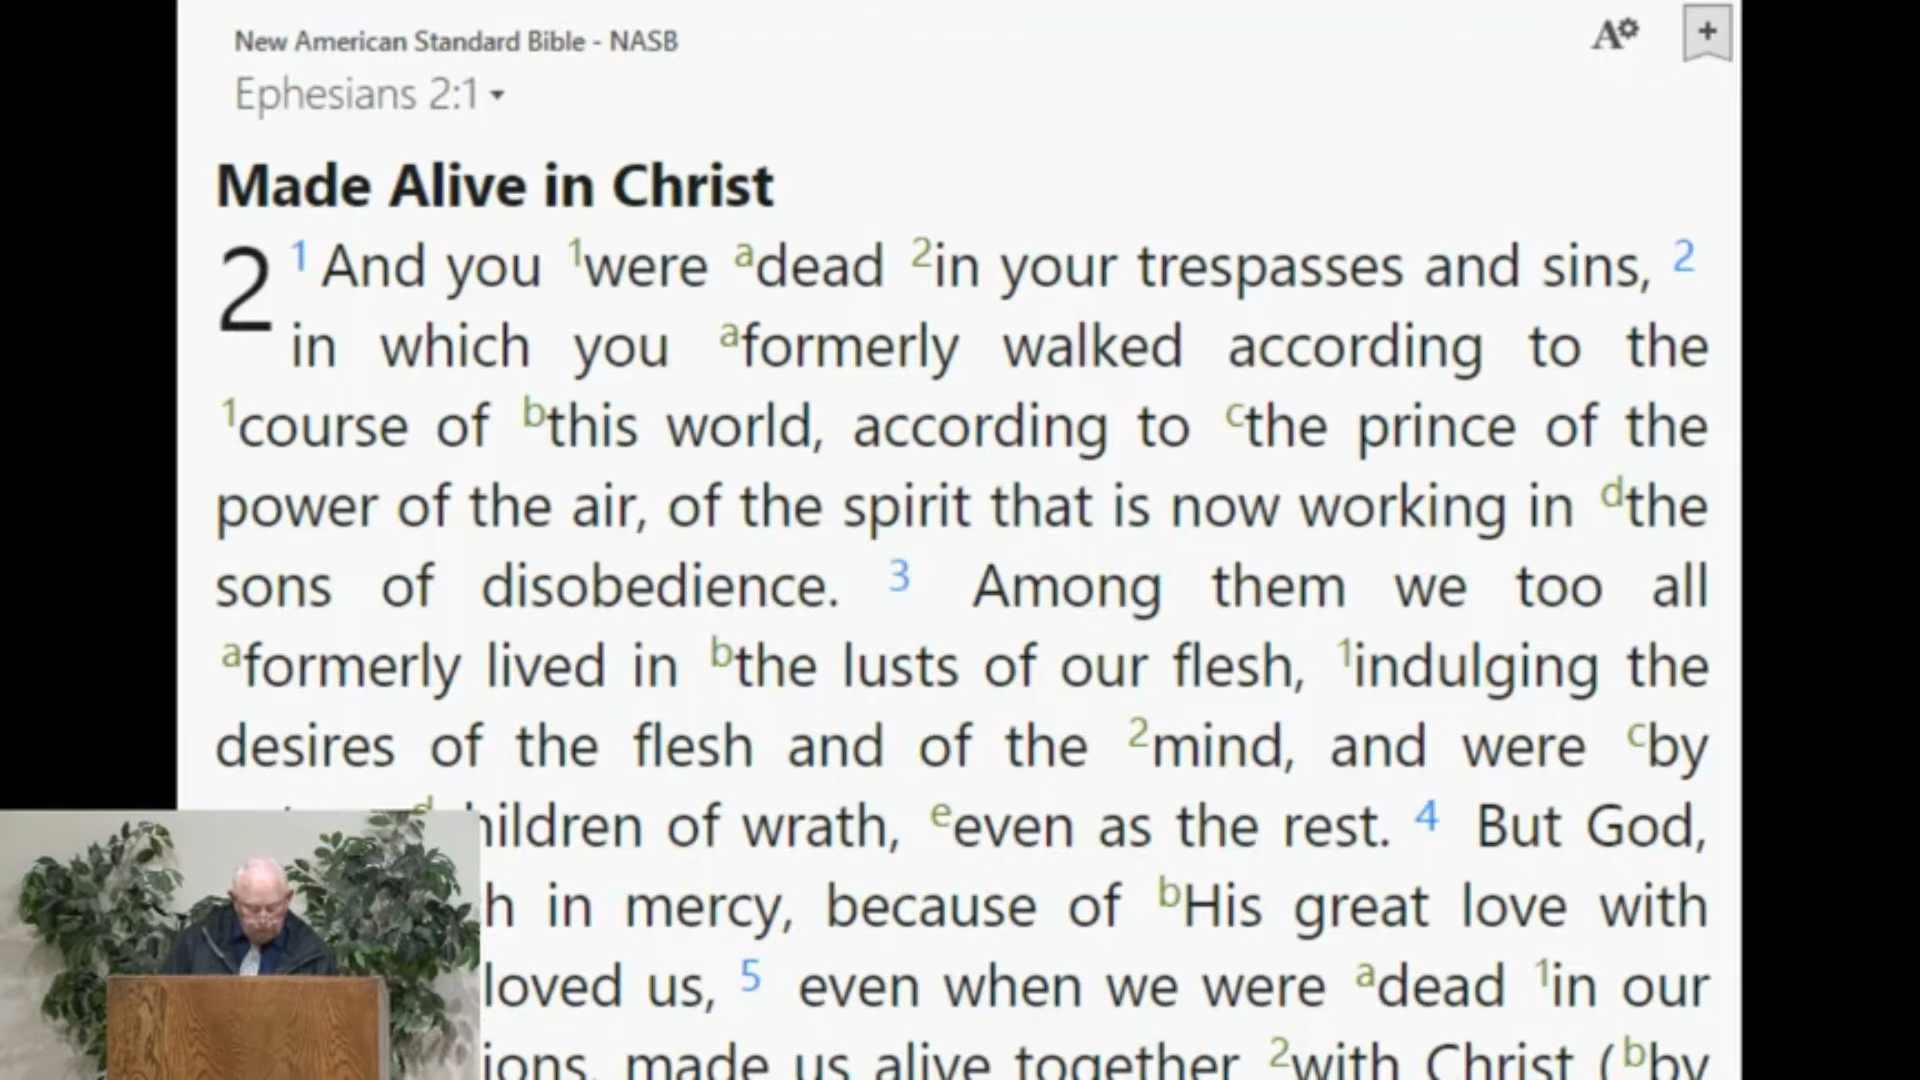 New American Standard Bible - NASB
A
Ephesians 2:1
Made Alive in Christ
2 1 And you 1were adead 2in your trespasses and sins, 2
in which you aformerly walked according to the
1course of bthis world, according to cthe prince of the
power of the air, of the spirit that is now working in dthe
sons of disobedience. 3 Among them we too all
aformerly lived in bthe lusts of our flesh, 1indulging the
desires of the flesh and of the 2mind, and were cby
hildren of wrath, eeven as the rest. 4 But God,
h in mercy, because of bHis great love with
loved us, 5 even when we were adead 1in our
ions, made us alive together 2with Christ (bby